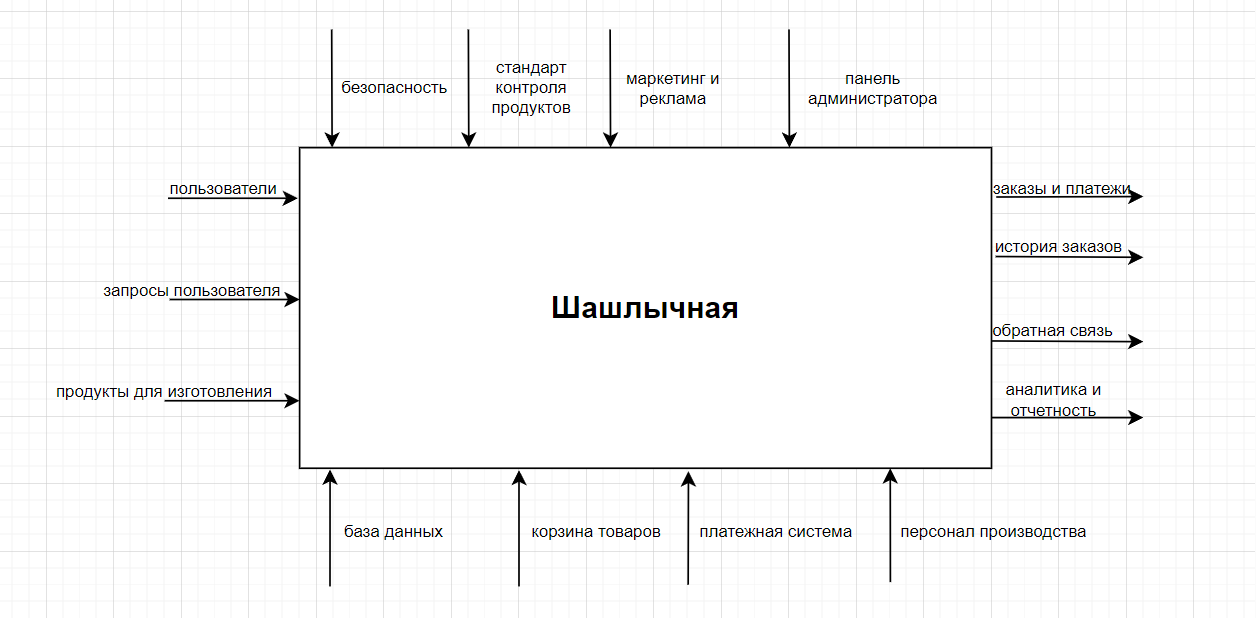 безопасность
стандарт
контроля
продуктов
маркетинг и
реклама
панель
администратора
пользователи
запросы пользователя
продукты для изготовления
Шашлычная
заказы и платежи
история заказов
обратная связь
аналитика и
отчетность
база данных
корзина товаров
платежная система
персонал производства